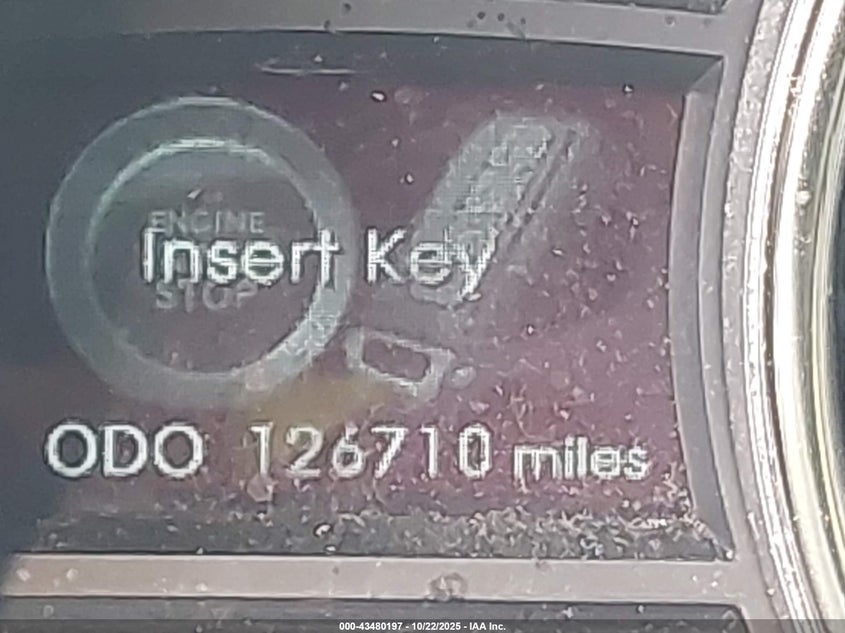 ENGINE
Insert Key
STOP
ODO 126710 miles
000-43480197 - 10/22/2025 - IAA Inc.